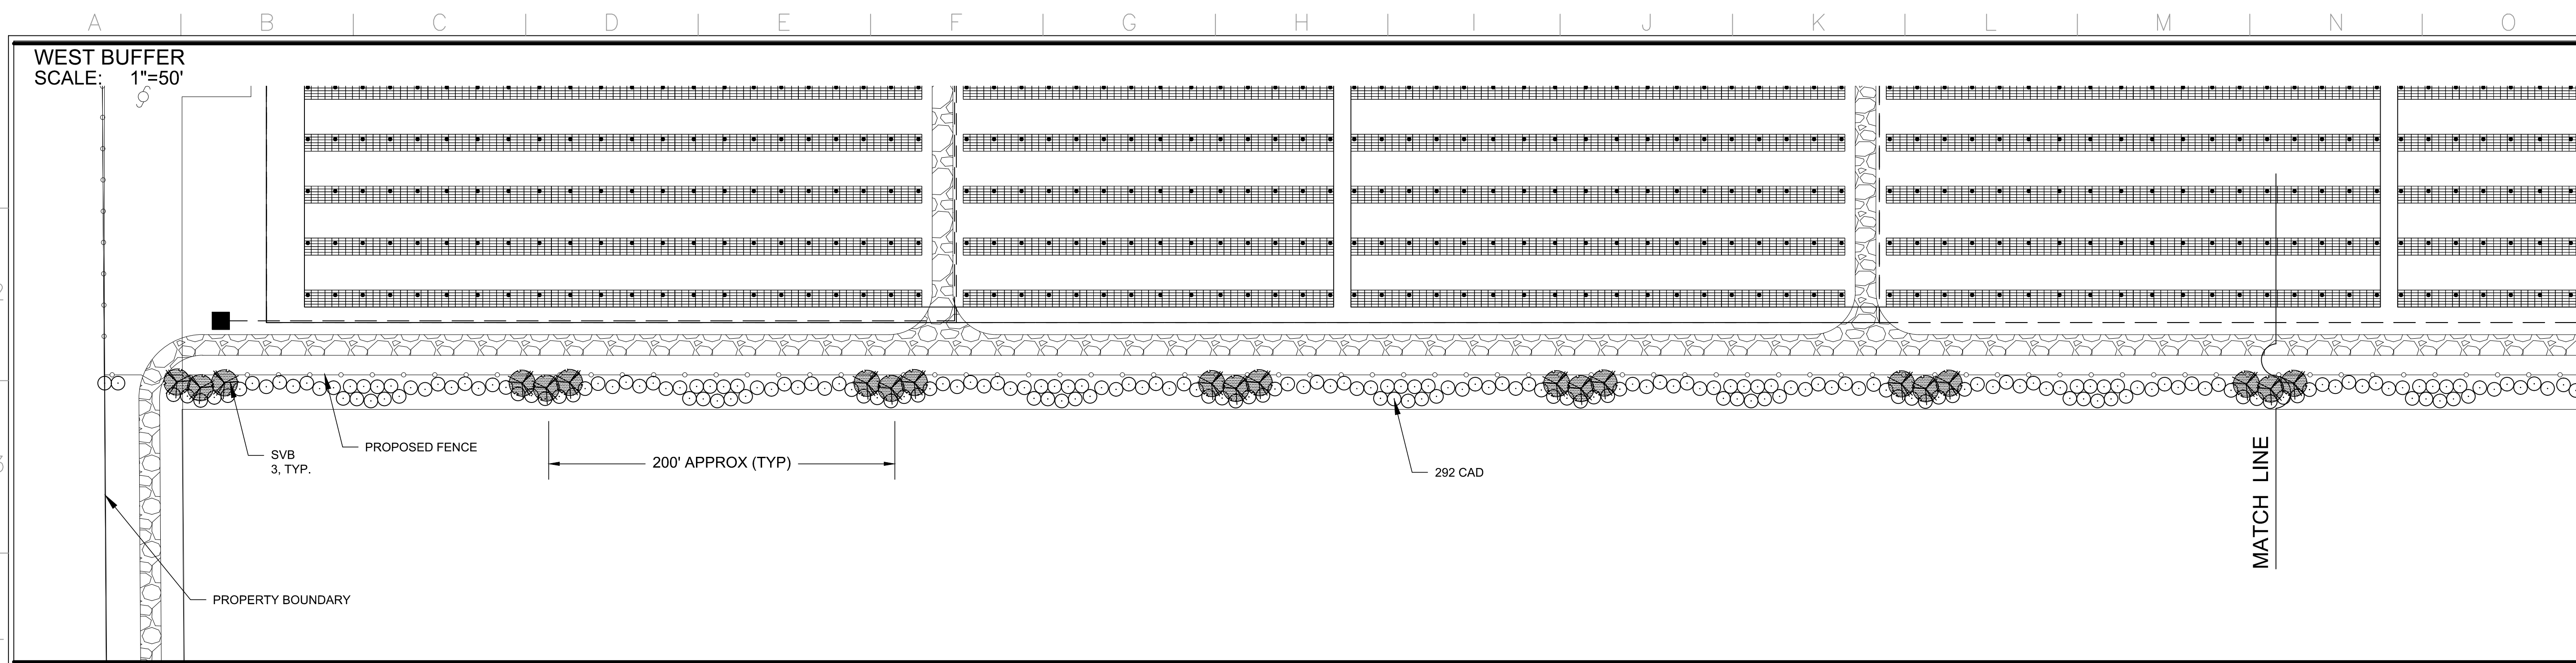 A B C D E F G H I J K L M N O
WEST BUFFER
SCALE: 1"=50'
SVB
3, TYP.
PROPOSED FENCE
200' APPROX (TYP)
292 CAD
MATCH LINE
PROPERTY BOUNDARY